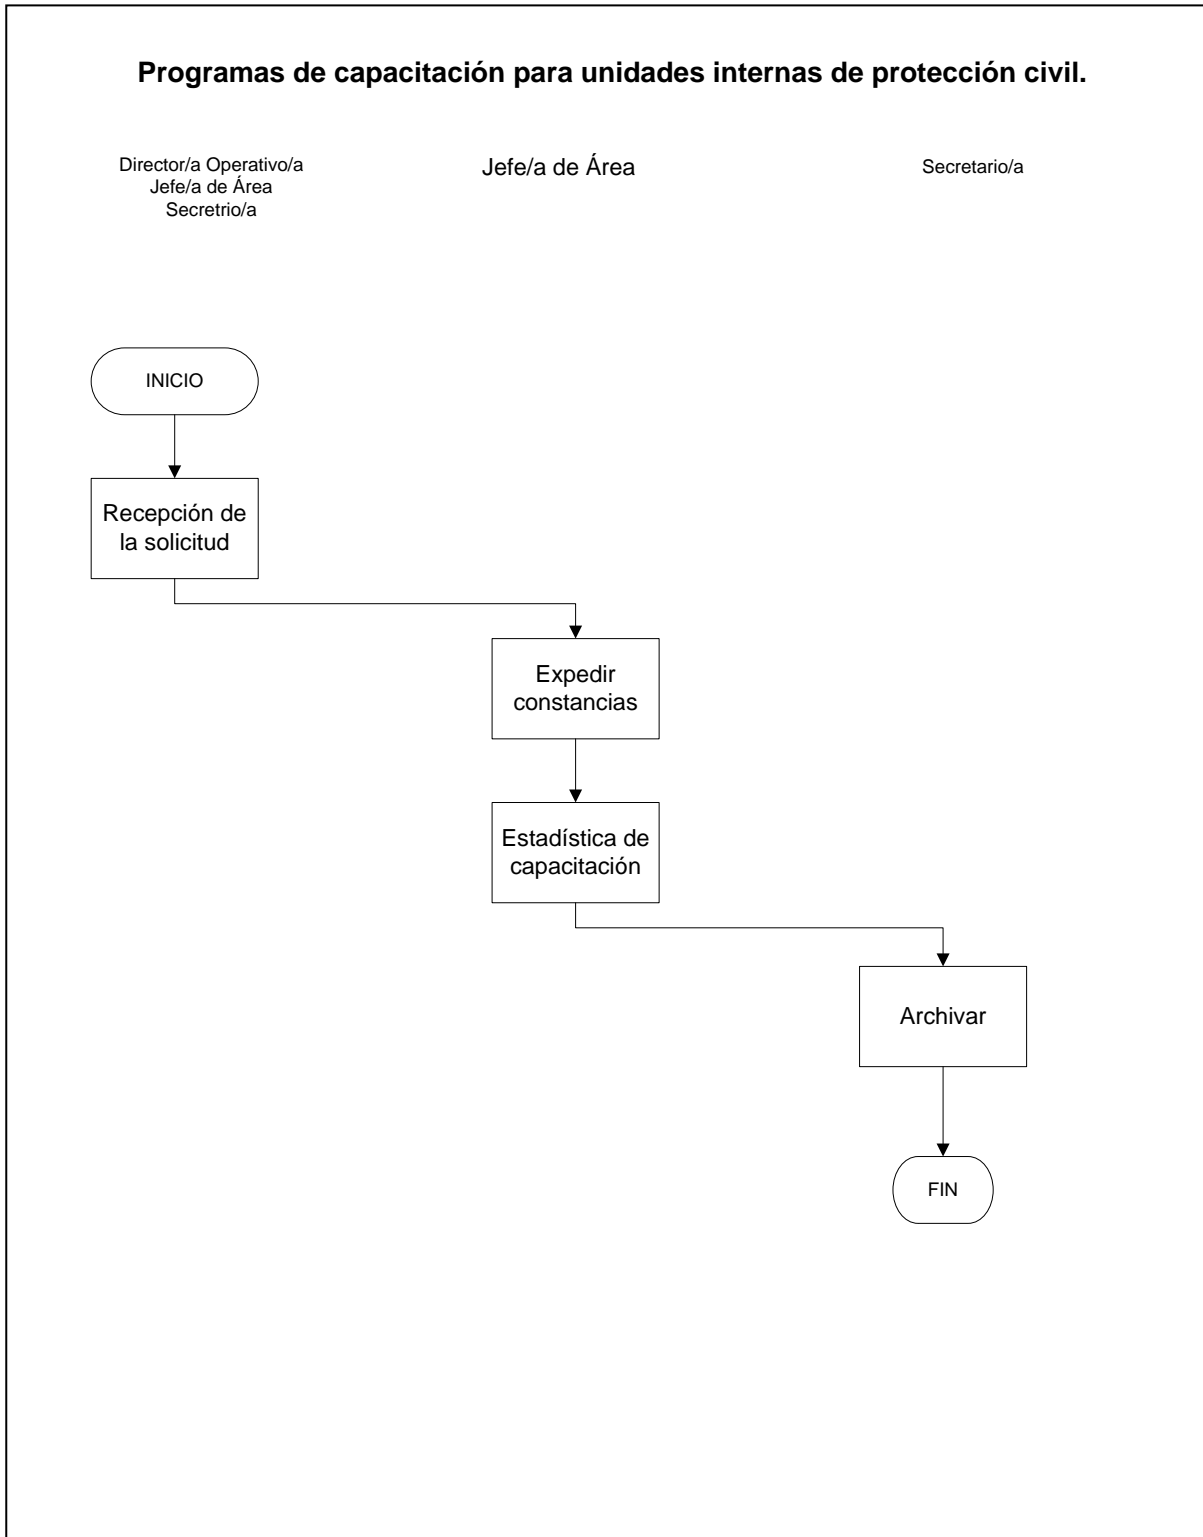 Programas de capacitación para unidades internas de protección civil.
Director/a Operativo/a
Jefe/a de Área
Secretrio/a
Jefe/a de Área
Secretario/a
INICIO
Recepción de
la solicitud
Expedir
constancias
Estadística de
capacitación
Archivar
FIN